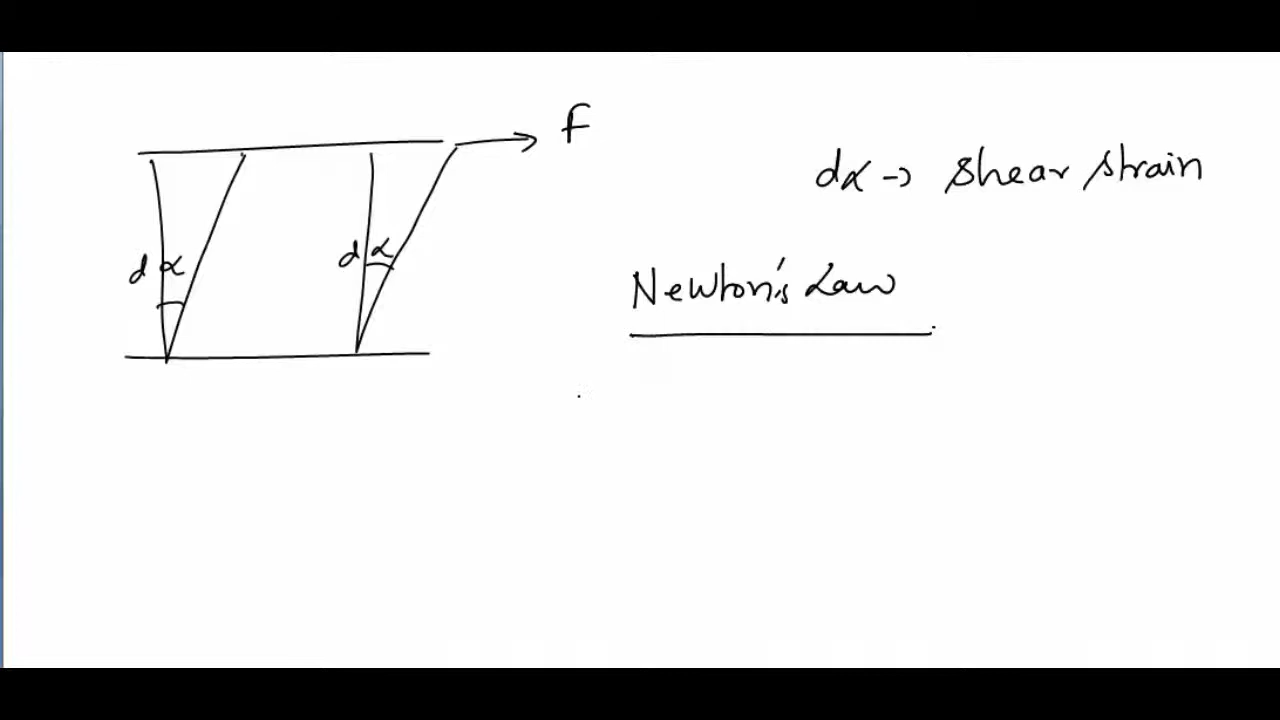 F
dα → shear strain
dα
dα
Newton's Law